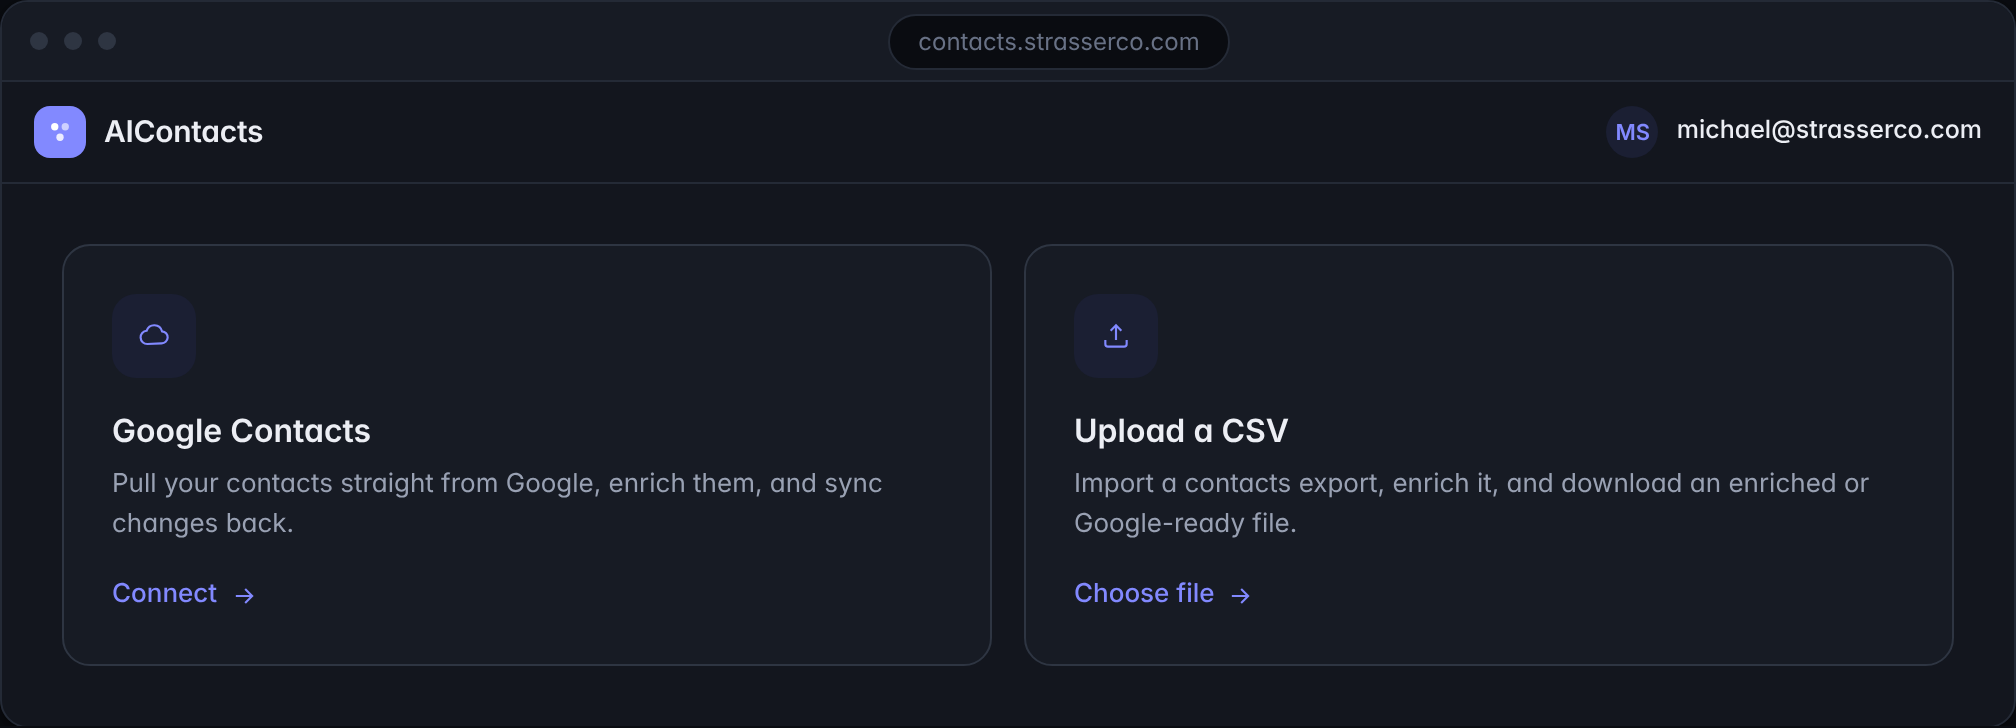 contacts.strasserco.com
AIContacts
MS
michael@strasserco.com
Google Contacts
Pull your contacts straight from Google, enrich them, and sync
changes back.
Connect →
Upload a CSV
Import a contacts export, enrich it, and download an enriched or
Google-ready file.
Choose file →